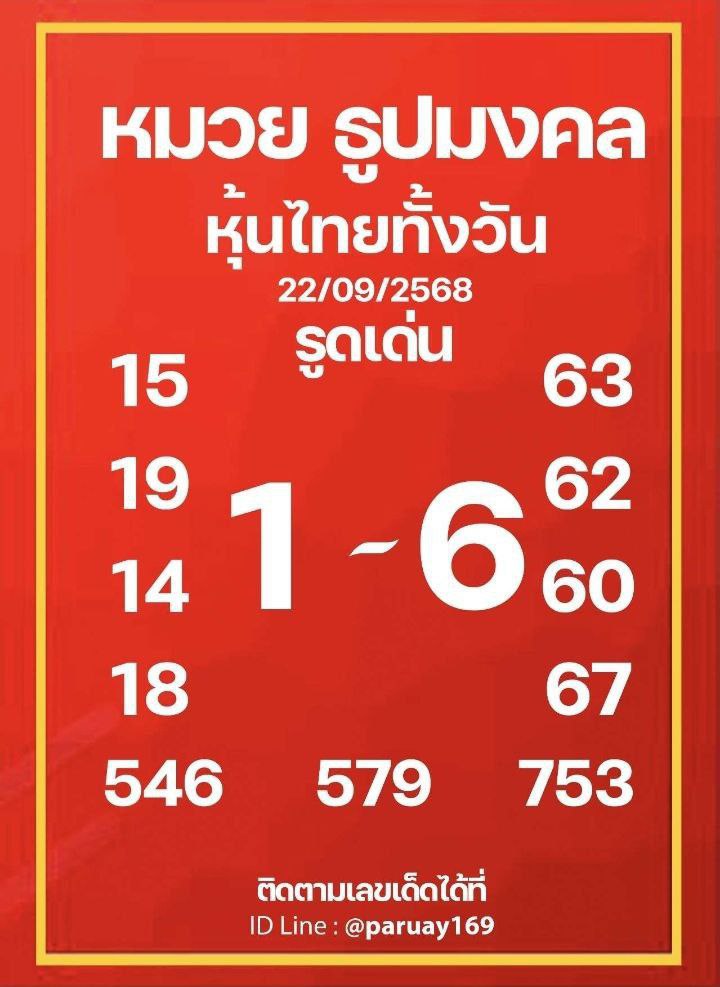 หมวย ธูปมงคล
หุ้นไทยทั้งวัน
22/09/2568
รูดเด่น
15 63
19 62
1 - 6
14 60
18 67
546 579 753
ติดตามเลขเด็ดได้ที่
ID Line : @paruay169